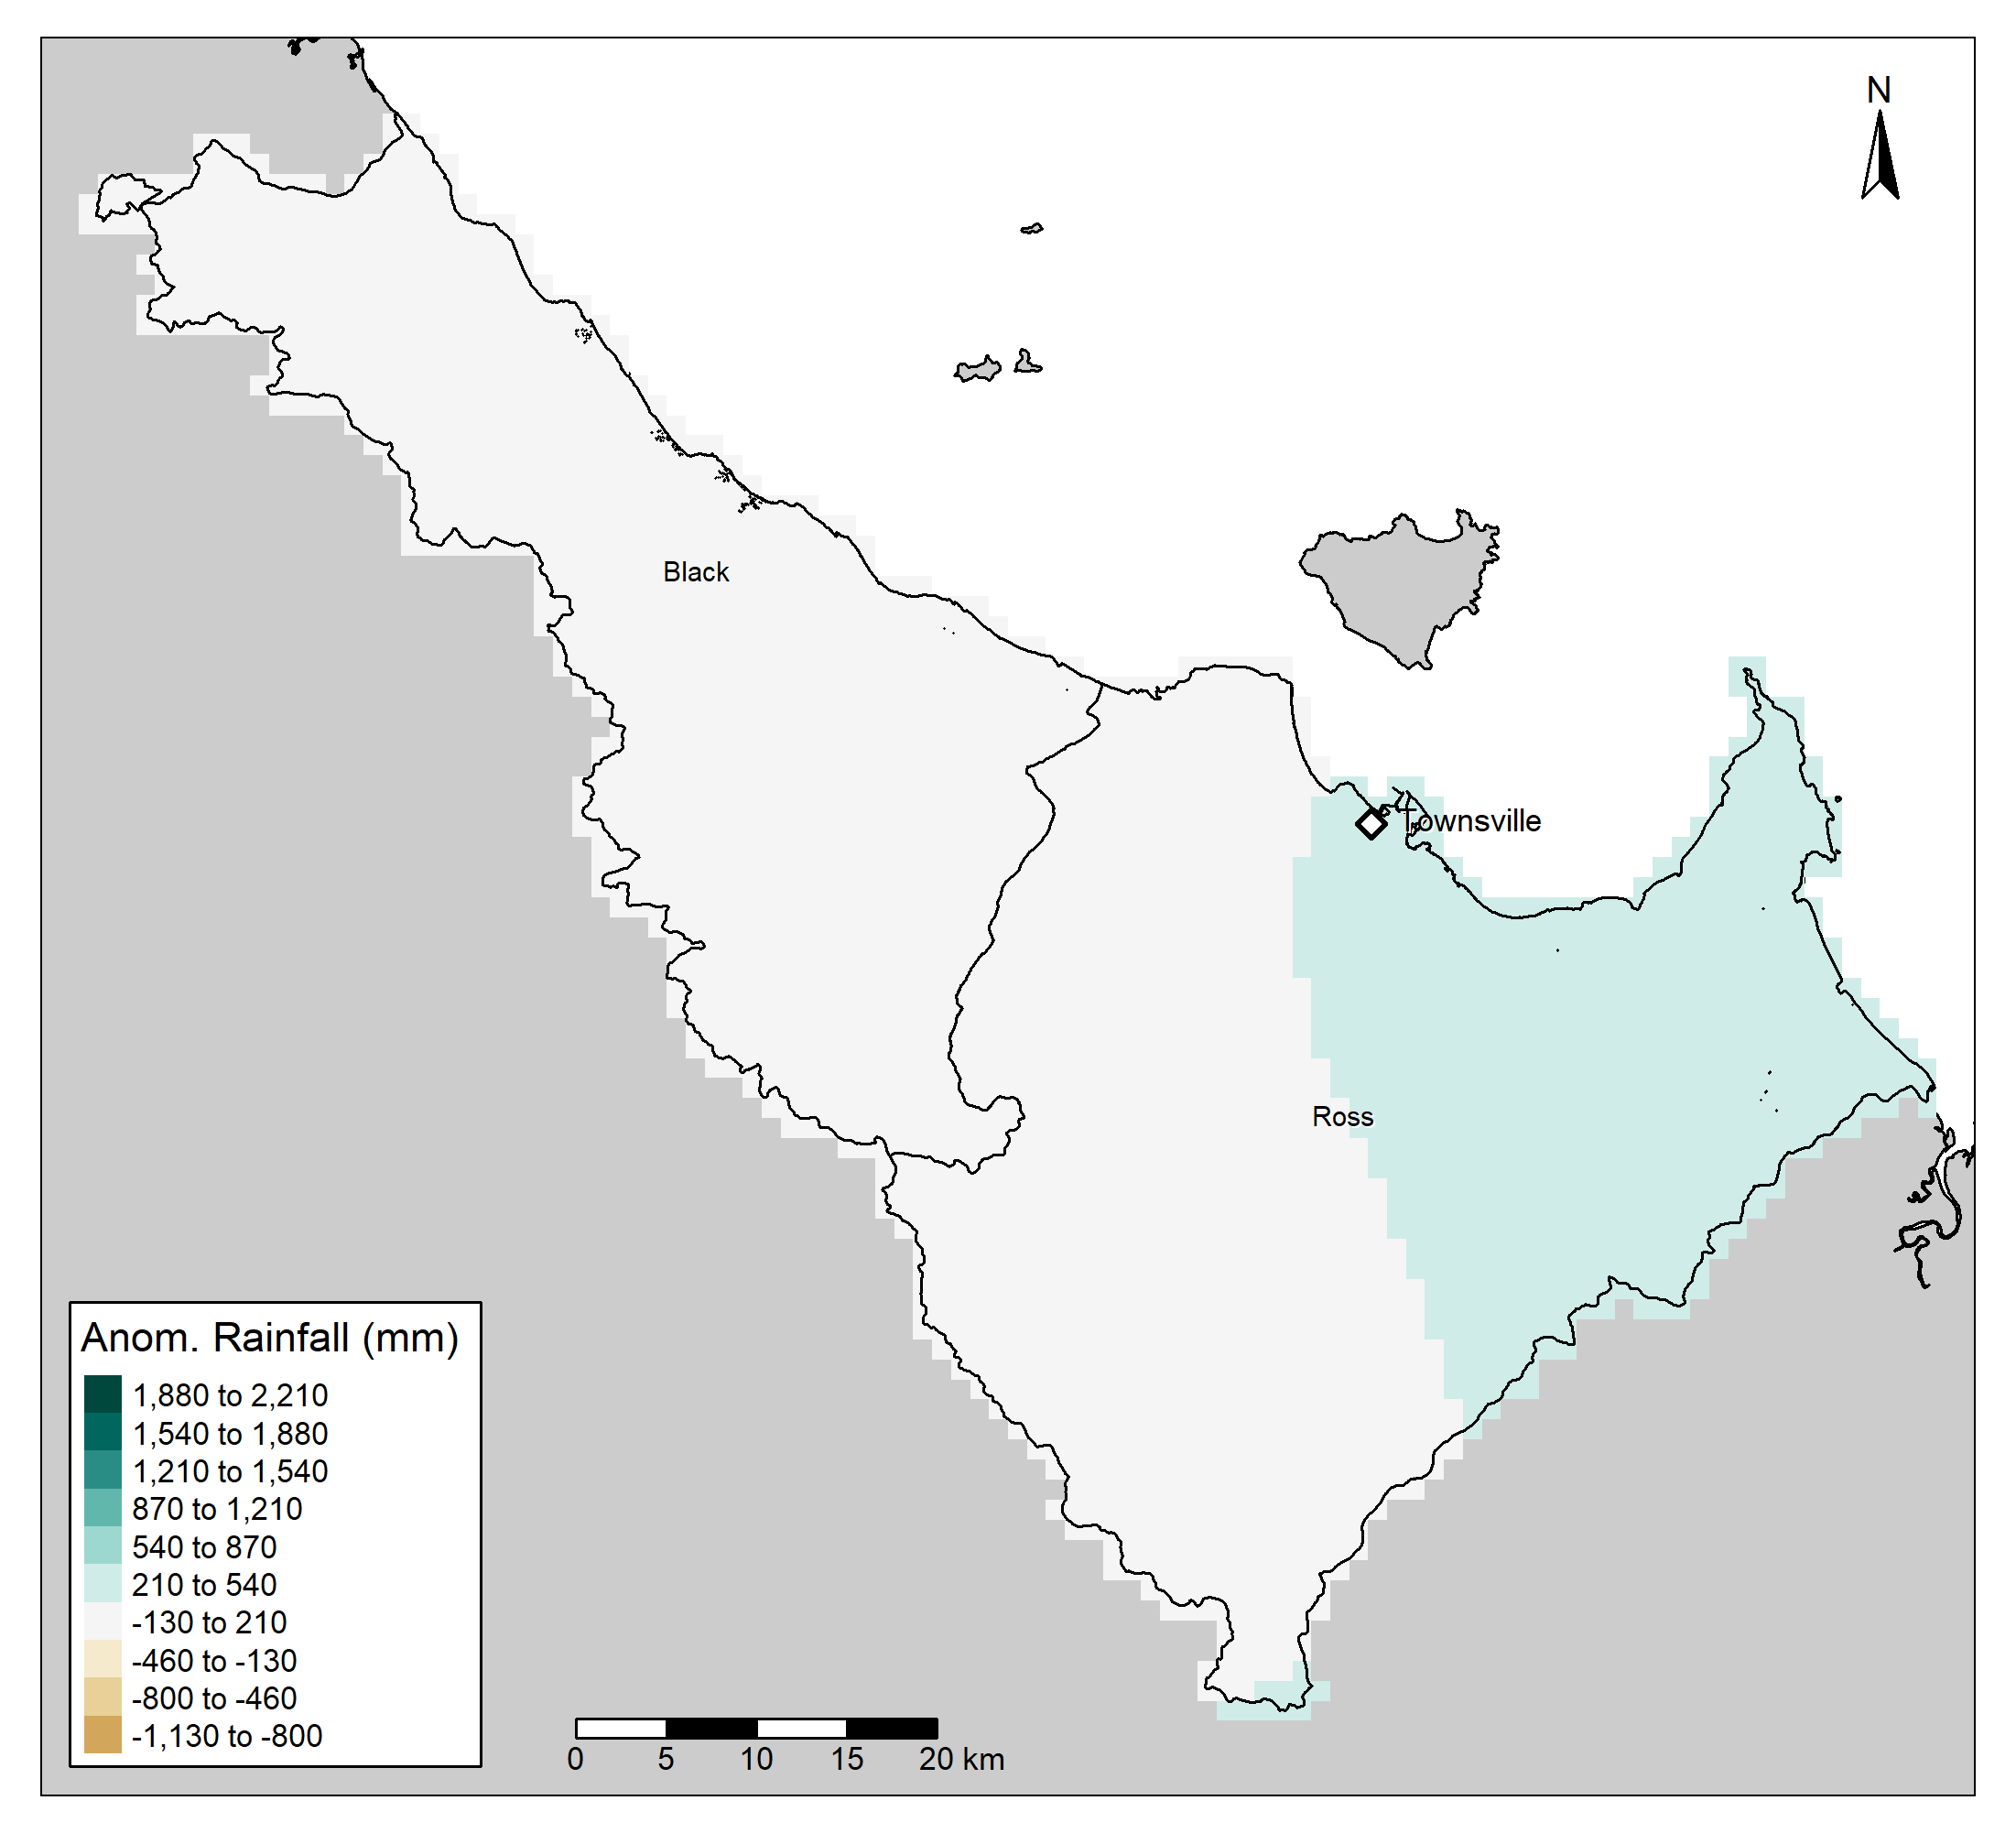 N
Black
Townsville
Ross
Anom. Rainfall (mm)
1,880 to 2,210
1,540 to 1,880
1,210 to 1,540
870 to 1,210
540 to 870
210 to 540
-130 to 210
-460 to -130
-800 to -460
-1,130 to -800
0 5 10 15 20 km